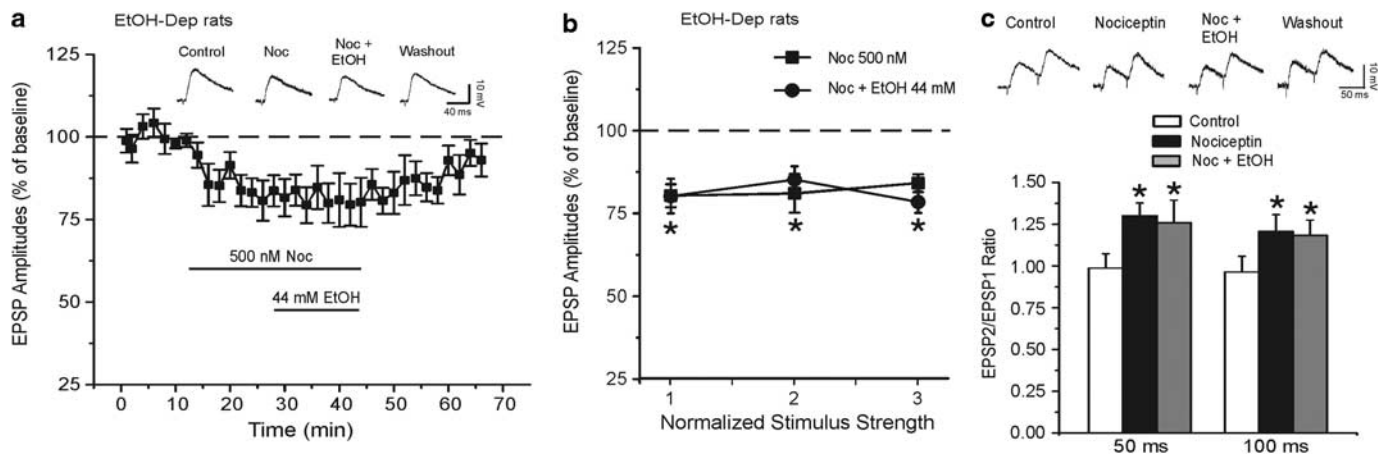 a
EtOH-Dep rats
Control
Noc
Noc +
EtOH
Washout
10 mV
40 ms
EPSP Amplitudes (% of baseline)
125
100
75
50
25
500 nM Noc
44 mM EtOH
0 10 20 30 40 50 60 70
Time (min)
b
EtOH-Dep rats
Noc 500 nM
Noc + EtOH 44 mM
EPSP Amplitudes (% of baseline)
125
100
75
50
25
* * *
1 2 3
Normalized Stimulus Strength
c
Control
Nociceptin
Noc +
EtOH
Washout
10 mV
50 ms
Control
Nociceptin
Noc + EtOH
EPSP2/EPSP1 Ratio
1.50
1.25
1.00
0.75
0.50
0.25
0.00
* * * *
50 ms 100 ms